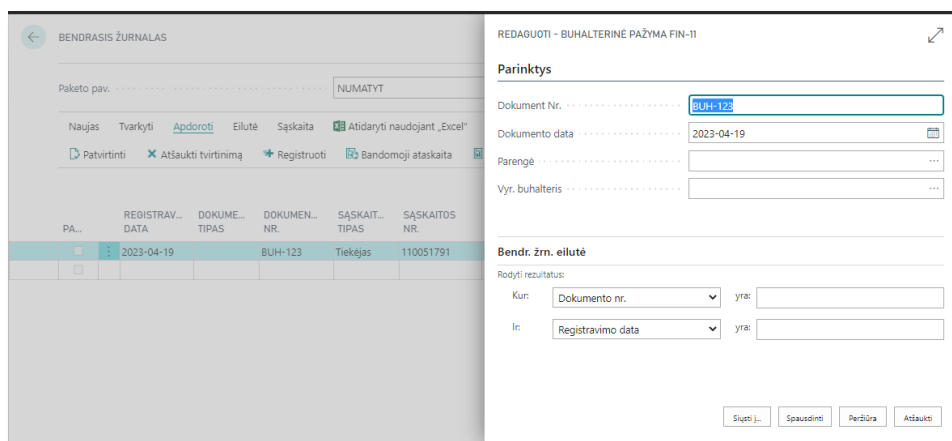 BENDRASIS ŽURNALAS
Paketo pav. NUMATYT
Naujas Tvarkyti Apdoroti Eilutė Sąskaita Atidaryti naudojant „Excel"
Patvirtinti Atšaukti tvirtinimą Registruoti Bandomoji ataskaita
PA... REGISTRAV... DATA DOKUME... TIPAS DOKUMEN... NR. SĄSKAIT... TIPAS SĄSKAITOS NR.
2023-04-19 BUH-123 Tiekėjas 110051791
REDAGUOTI - BUHALTERINĖ PAŽYMA FIN-11
Parinktys
Dokument Nr. BUH-123
Dokumento data 2023-04-19
Parengė ...
Vyr. buhalteris ...
Bendr. žrn. eilutė
Rodyti rezultatus:
Kur: Dokumento nr. yra:
Ir: Registravimo data yra:
Siųsti į... Spausdinti Peržiūra Atšaukti